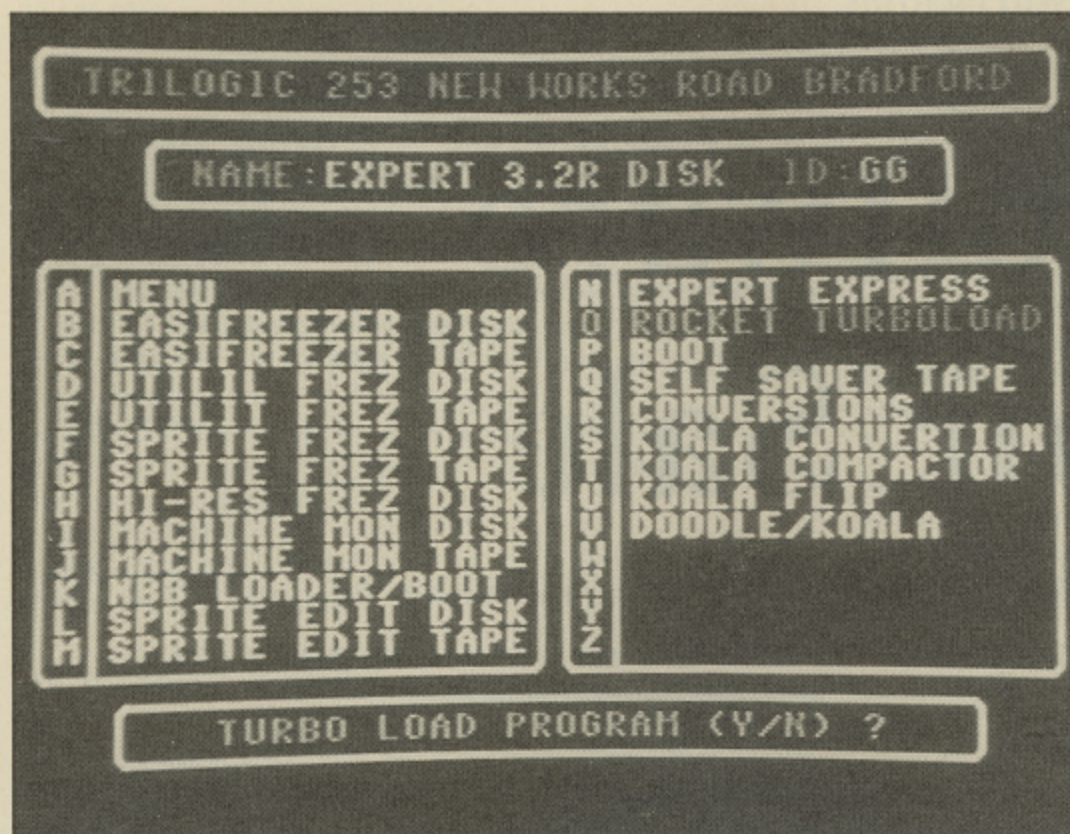 TRILOGIC 253 NEW WORKS ROAD BRADFORD
NAME:EXPERT 3.2R DISK ID:GG
A MENU
B EASIFREEZER DISK
C EASIFREEZER TAPE
D UTILIL FREZ DISK
E UTILIT FREZ TAPE
F SPRITE FREZ DISK
G SPRITE FREZ TAPE
H HI-RES FREZ DISK
I MACHINE MON DISK
J MACHINE MON TAPE
K NBB LOADER/BOOT
L SPRITE EDIT DISK
M SPRITE EDIT TAPE
N EXPERT EXPRESS
O ROCKET TURBOLOAD
P BOOT
Q SELF SAVER TAPE
R CONVERSIONS
S KOALA CONVERTION
T KOALA COMPACTOR
U KOALA FLIP
V DOODLE/KOALA
W
X
Y
Z
TURBO LOAD PROGRAM (Y/N) ?